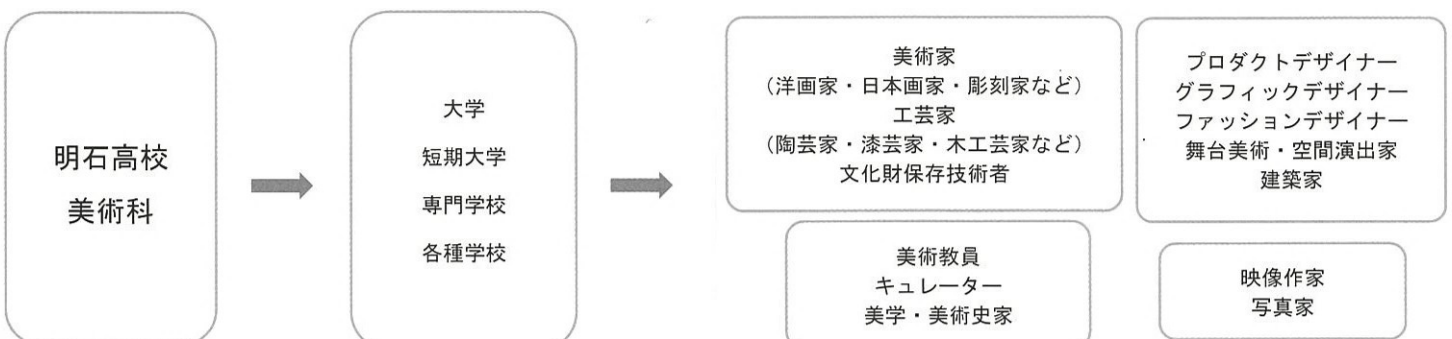 明石高校
美術科
大学
短期大学
専門学校
各種学校
美術家
（洋画家・日本画家・彫刻家など）
工芸家
（陶芸家・漆芸家・木工芸家など）
文化財保存技術者
プロダクトデザイナー
グラフィックデザイナー
ファッションデザイナー
舞台美術・空間演出家
建築家
美術教員
キュレーター
美学・美術史家
映像作家
写真家